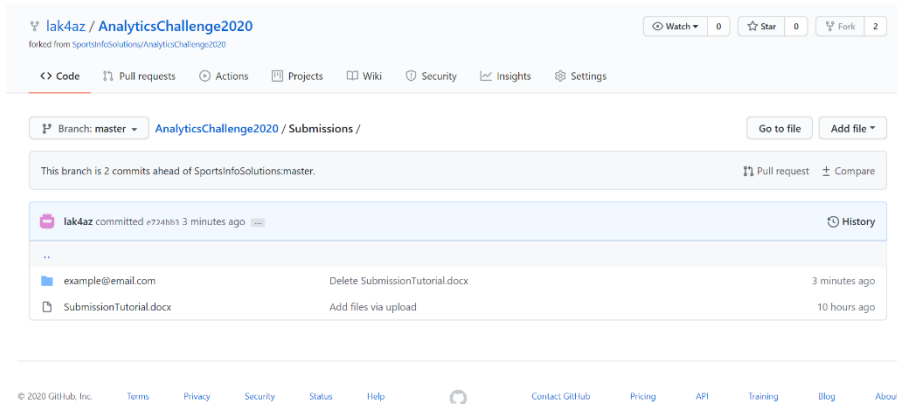 lak4az / AnalyticsChallenge2020
Watch 0 Star 0 Fork 2
forked from SportsInfoSolutions/AnalyticsChallenge2020
Code Pull requests Actions Projects Wiki Security Insights Settings
Branch: master AnalyticsChallenge2020 / Submissions / Go to file Add file
This branch is 2 commits ahead of SportsInfoSolutions:master. Pull request Compare
lak4az committed e724bb3 3 minutes ago ... History
..
example@email.com Delete SubmissionTutorial.docx 3 minutes ago
SubmissionTutorial.docx Add files via upload 10 hours ago
© 2020 GitHub, Inc. Terms Privacy Security Status Help Contact GitHub Pricing API Training Blog About